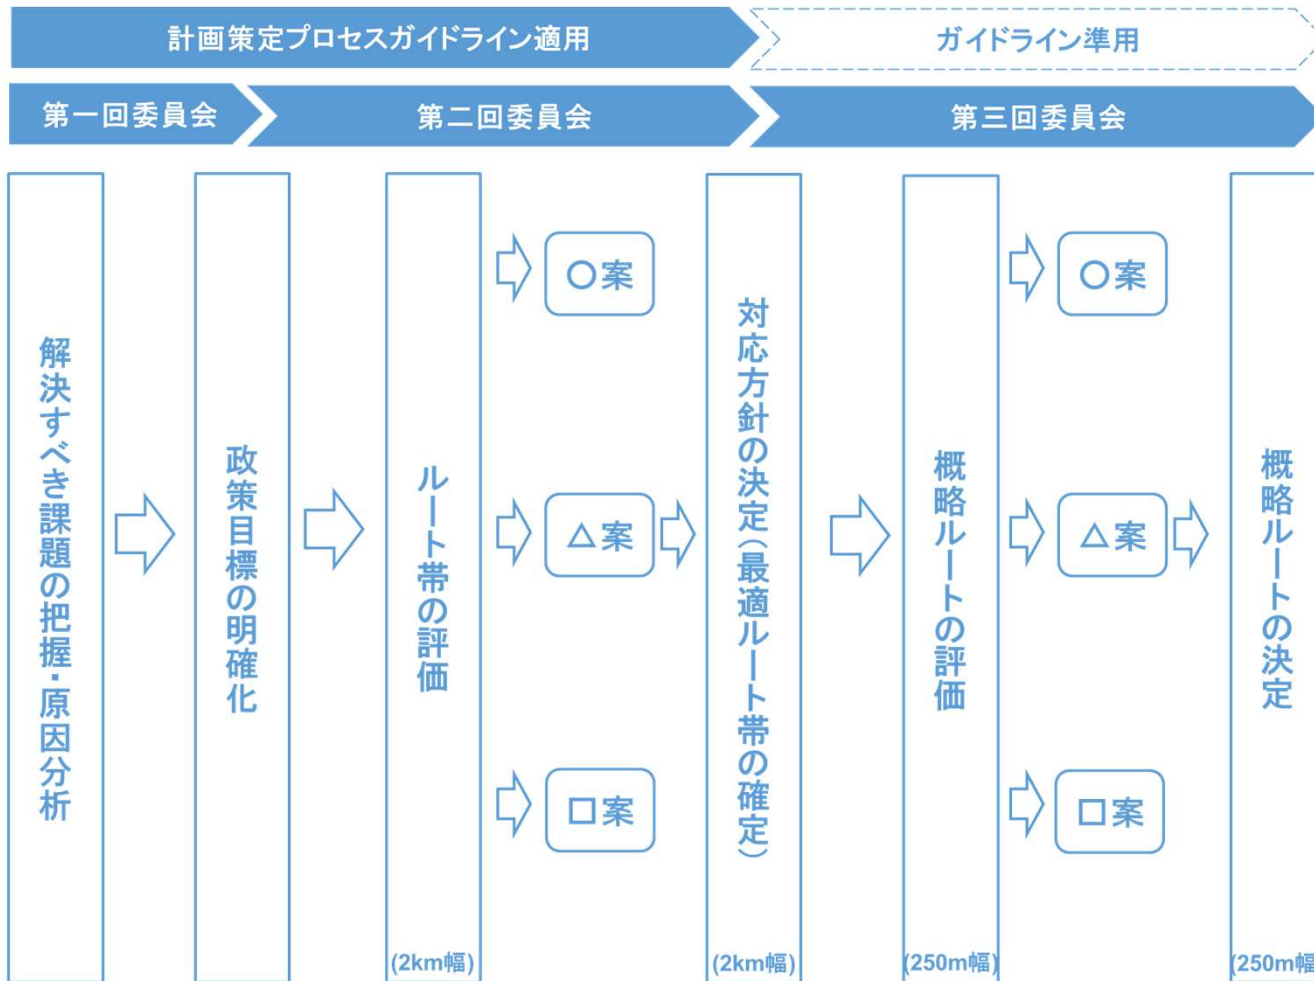 計画策定プロセスガイドライン適用
ガイドライン準用
第一回委員会
第二回委員会
第三回委員会
解決すべき課題の把握・原因分析
政策目標の明確化
ルート帯の評価
(2km幅)
○案
△案
□案
対応方針の決定(最適ルート帯の確定)
(2km幅)
概略ルートの評価
(250m幅)
○案
△案
□案
概略ルートの決定
(250m幅)